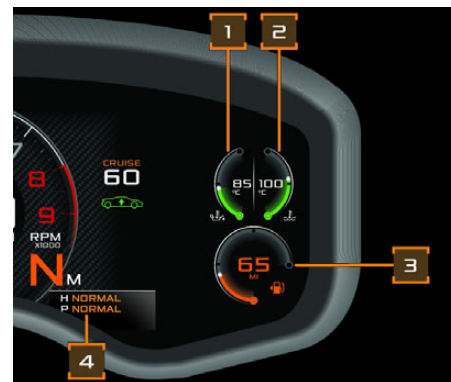 1
2
7
8
9
RPM
X1000
CRUISE
60
85
°C
100
°C
65
MI
3
N M
H NORMAL
P NORMAL
4